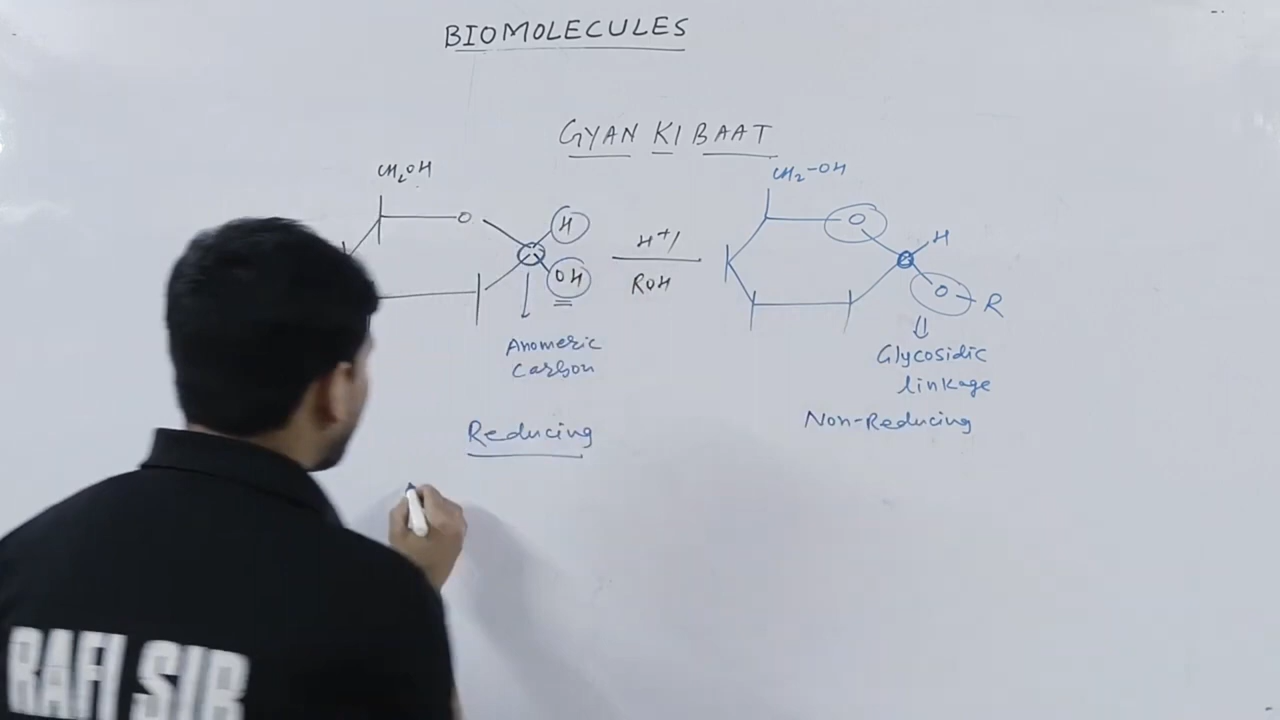 BIOMOLECULES
GYAN KI BAAT
CH2OH
O
H
OH
Anomeric
Carbon
Reducing
H+/
ROH
CH2-OH
O
H
O-R
Glycosidic
linkage
Non-Reducing
RAFI SIR